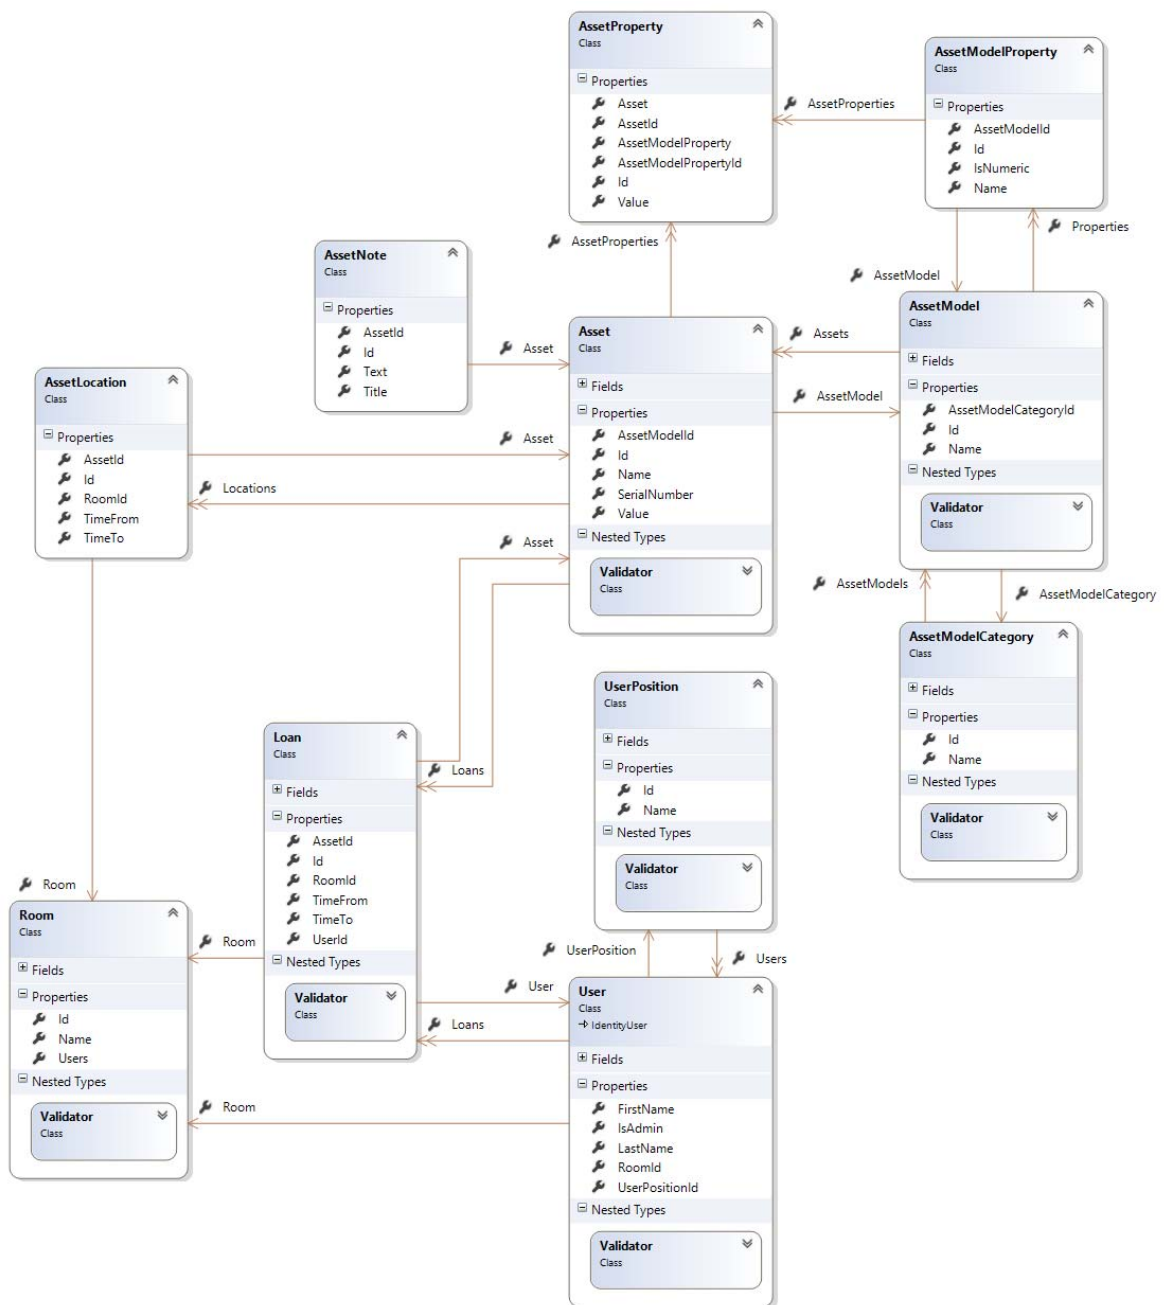 AssetProperty
Class
Properties
Asset
AssetId
AssetModelProperty
AssetModelPropertyId
Id
Value
AssetProperties
AssetModelProperty
Class
Properties
AssetModelId
Id
IsNumeric
Name
AssetProperties
Properties
AssetModel
AssetNote
Class
Properties
AssetId
Id
Text
Title
Asset
Asset
Class
Fields
Properties
AssetModelId
Id
Name
SerialNumber
Value
Nested Types
Validator
Class
Assets
AssetModel
AssetModel
Class
Fields
Properties
AssetModelCategoryId
Id
Name
Nested Types
Validator
Class
AssetLocation
Class
Properties
AssetId
Id
RoomId
TimeFrom
TimeTo
Asset
Locations
Asset
Loans
AssetModels
AssetModelCategory
AssetModelCategory
Class
Fields
Properties
Id
Name
Nested Types
Validator
Class
UserPosition
Class
Fields
Properties
Id
Name
Nested Types
Validator
Class
Loan
Class
Fields
Properties
AssetId
Id
RoomId
TimeFrom
TimeTo
UserId
Nested Types
Validator
Class
Room
Room
Class
Fields
Properties
Id
Name
Users
Nested Types
Validator
Class
Room
User
Loans
Room
UserPosition
Users
User
Class
IdentityUser
Fields
Properties
FirstName
IsAdmin
LastName
RoomId
UserPositionId
Nested Types
Validator
Class